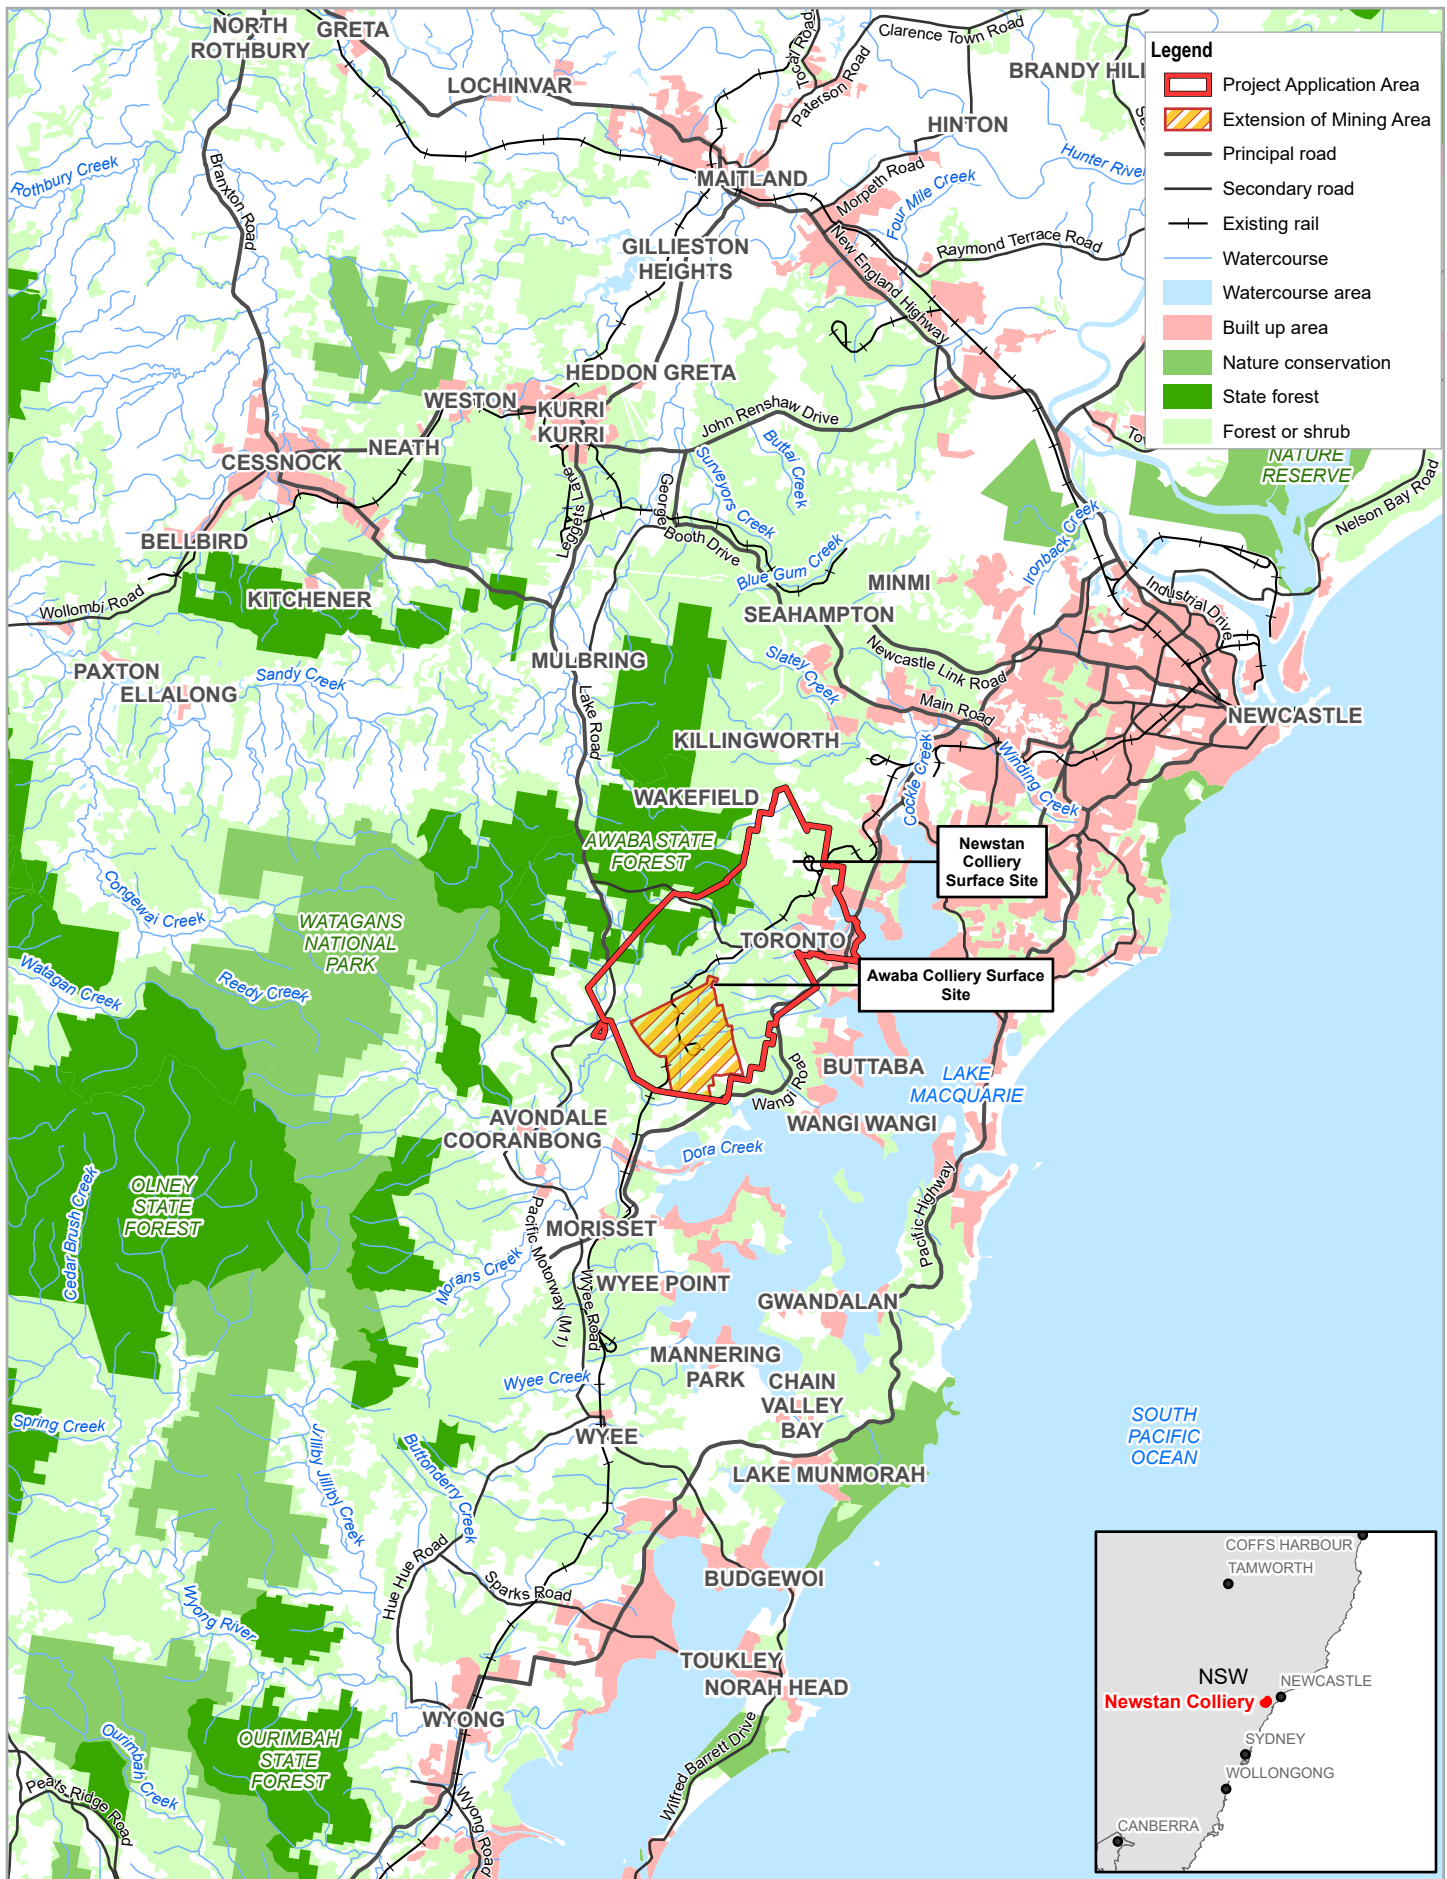 NORTH
ROTHBURY
GRETA
LOCHINVAR
Tocal Road
Paterson Road
Clarence Town Road
BRANDY HILL
HINTON
Hunter River
Rothbury Creek
Branxton Road
MAITLAND
Morpeth Road
Four Mile Creek
Raymond Terrace Road
New England Highway
GILLIESTON
HEIGHTS
HEDDON GRETA
WESTON
KURRI
KURRI
John Renshaw Drive
NEATH
CESSNOCK
Buttai Creek
Surveyors Creek
Leggets Lane
George Booth Drive
Blue Gum Creek
BELLBIRD
Wollombi Road
KITCHENER
MINMI
SEAHAMPTON
Ironback Creek
Industrial Drive
NATURE
RESERVE
Nelson Bay Road
Legend
Project Application Area
Extension of Mining Area
Principal road
Secondary road
Existing rail
Watercourse
Watercourse area
Built up area
Nature conservation
State forest
Forest or shrub
PAXTON
ELLALONG
Sandy Creek
MULBRING
Lake Road
Slatey Creek
Newcastle Link Road
Main Road
NEWCASTLE
KILLINGWORTH
Cockle Creek
Winding Creek
WAKEFIELD
AWABA STATE
FOREST
Newstan
Colliery
Surface Site
Congewai Creek
WATAGANS
NATIONAL
PARK
Watagan Creek
Reedy Creek
TORONTO
Awaba Colliery Surface
Site
BUTTABA
LAKE
MACQUARIE
Wangi Road
WANGI WANGI
AVONDALE
COORANBONG
Dora Creek
OLNEY
STATE
FOREST
Cedar Brush Creek
Pacific Highway
MORISSET
Pacific Motorway (M1)
Morans Creek
Wyee Road
WYEE POINT
GWANDALAN
MANNERING
PARK
CHAIN
VALLEY
BAY
Wyee Creek
Spring Creek
Jilliby Jilliby Creek
Buttonderry Creek
WYEE
LAKE MUNMORAH
SOUTH
PACIFIC
OCEAN
Hue Hue Road
Sparks Road
BUDGEWOI
Wyong River
TOUKLEY
NORAH HEAD
WYONG
OURIMBAH
STATE
FOREST
Ourimbah Creek
Peats Ridge Road
Wyong Road
Wilfred Barrett Drive
COFFS HARBOUR
TAMWORTH
NSW
NEWCASTLE
Newstan Colliery
SYDNEY
WOLLONGONG
CANBERRA